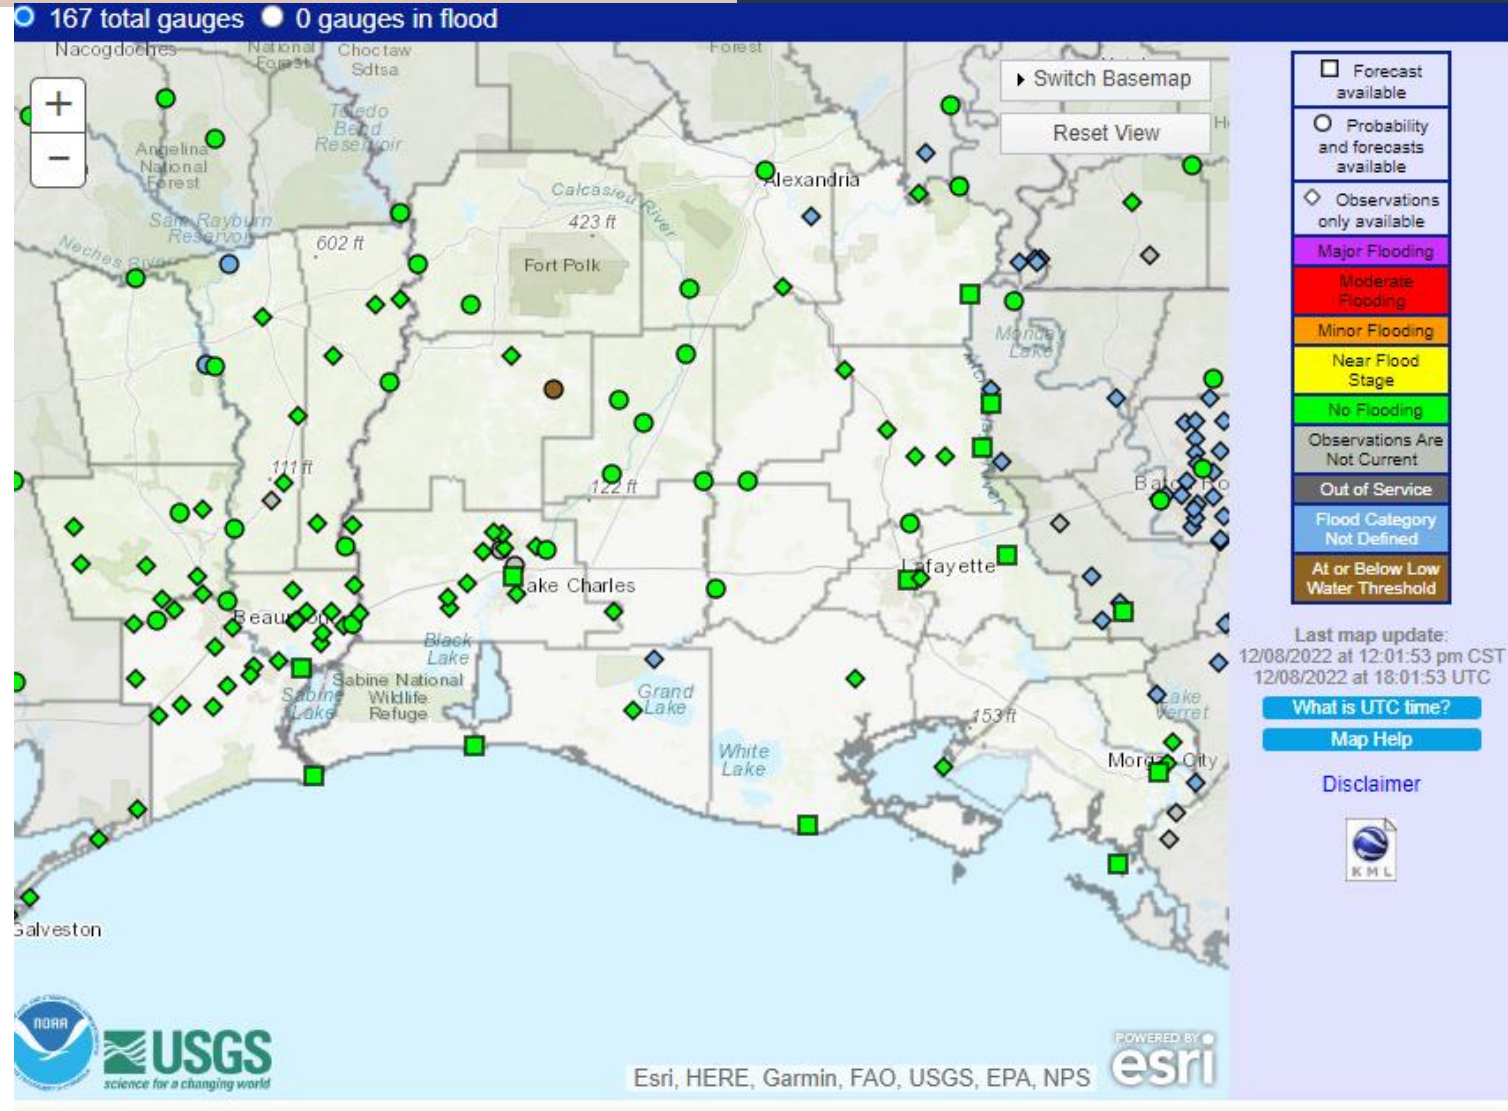 167 total gauges 0 gauges in flood
Nacogdoches
National
Forest
Choctaw
Sdtsa
Forest
+
−
Switch Basemap
Reset View
Toledo
Bend
Reservoir
Angelina
National
Forest
Alexandria
Calcasieu River
423 ft
Sam Rayburn
Reservoir
602 ft
Neches River
Fort Polk
Lake
111 ft
122 ft
Lafayette
Lake Charles
Black
Lake
Sabine National
Wildlife
Refuge
Sabine
Lake
Grand
Lake
153 ft
Lake
Verret
White
Lake
City
Galveston
NOAA
USGS
science for a changing world
POWERED BY
esri
Esri, HERE, Garmin, FAO, USGS, EPA, NPS
Forecast
available
Probability
and forecasts
available
Observations
only available
Major Flooding
Moderate
Flooding
Minor Flooding
Near Flood
Stage
No Flooding
Observations Are
Not Current
Out of Service
Flood Category
Not Defined
At or Below Low
Water Threshold
Last map update:
12/08/2022 at 12:01:53 pm CST
12/08/2022 at 18:01:53 UTC
What is UTC time?
Map Help
Disclaimer
KML